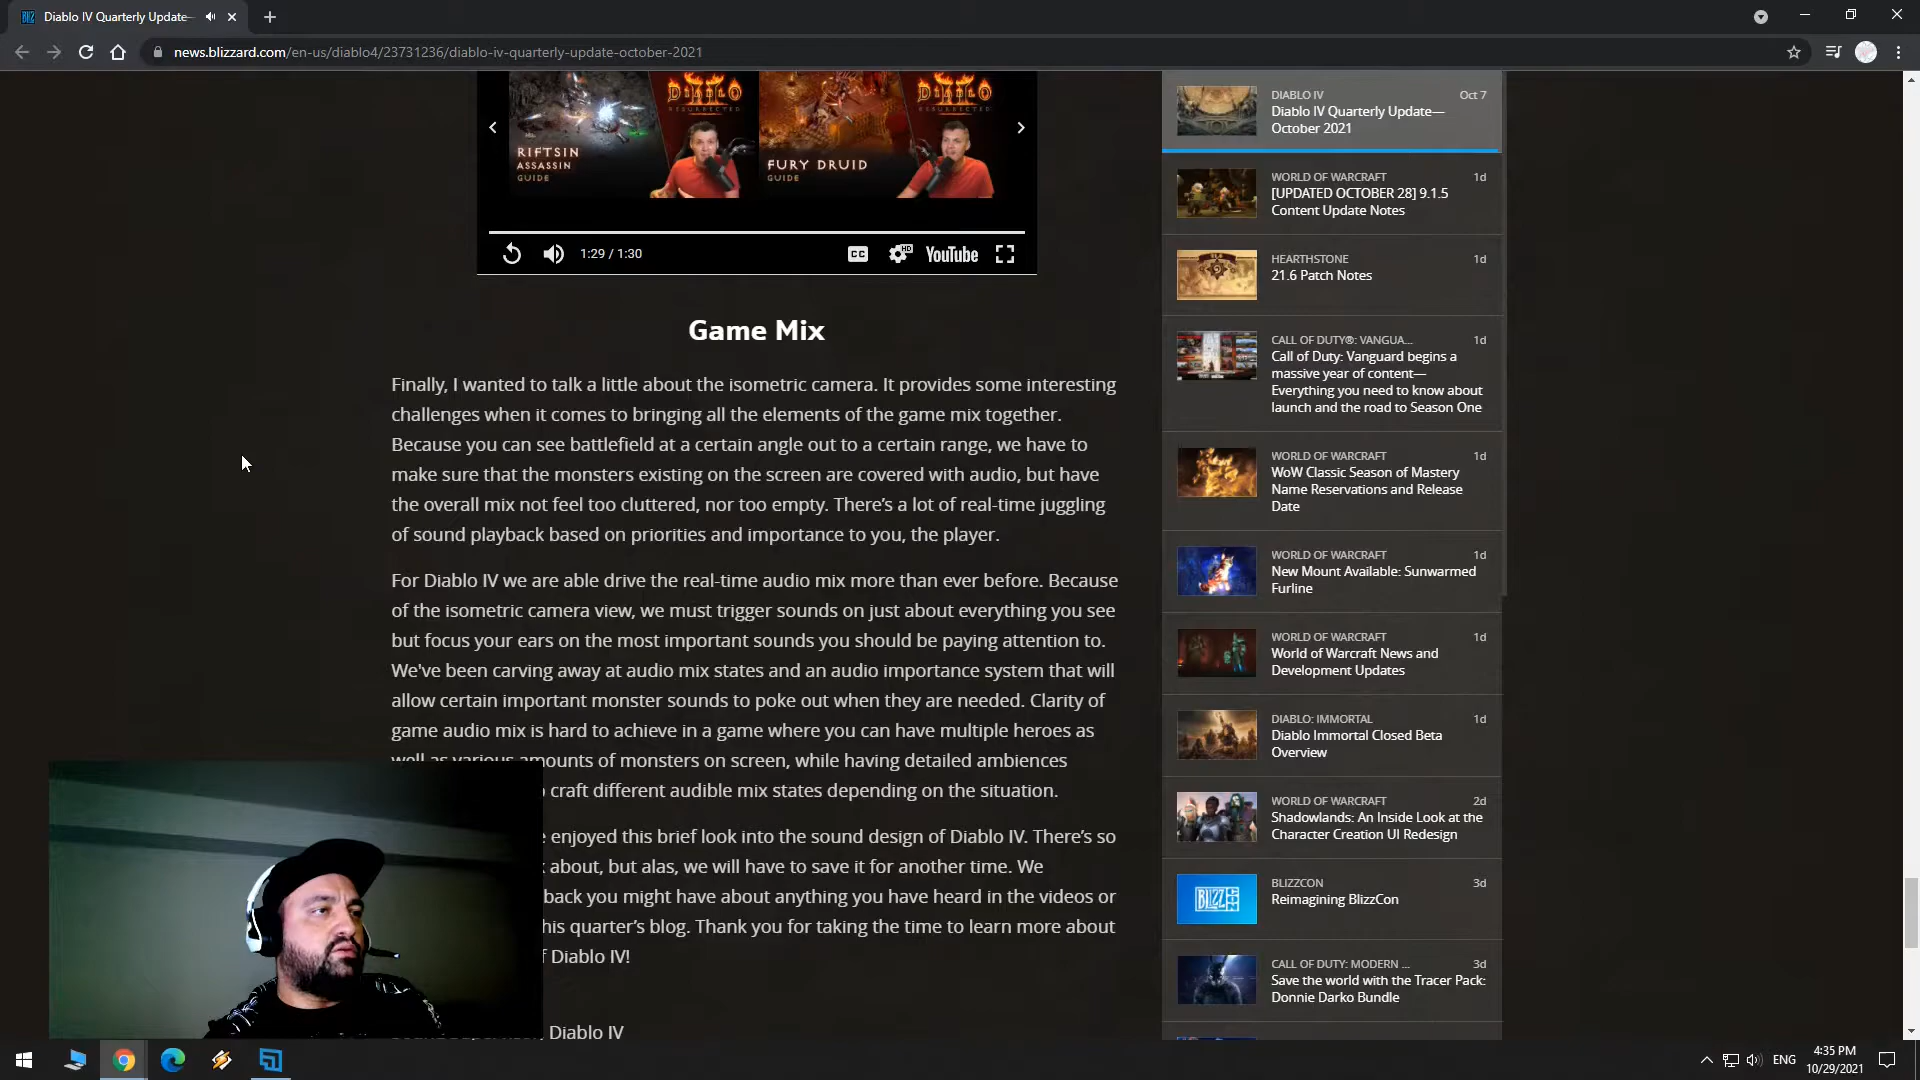 Diablo IV Quarterly Update—
news.blizzard.com/en-us/diablo4/23731236/diablo-iv-quarterly-update-october-2021
DIABLO
RESURRECTED
RIFTSIN
ASSASSIN
GUIDE
DIABLO
RESURRECTED
FURY DRUID
GUIDE
1:29 / 1:30
CC
HD
YouTube
Game Mix
Finally, I wanted to talk a little about the isometric camera. It provides some interesting
challenges when it comes to bringing all the elements of the game mix together.
Because you can see battlefield at a certain angle out to a certain range, we have to
make sure that the monsters existing on the screen are covered with audio, but have
the overall mix not feel too cluttered, nor too empty. There’s a lot of real-time juggling
of sound playback based on priorities and importance to you, the player.
For Diablo IV we are able drive the real-time audio mix more than ever before. Because
of the isometric camera view, we must trigger sounds on just about everything you see
but focus your ears on the most important sounds you should be paying attention to.
We've been carving away at audio mix states and an audio importance system that will
allow certain important monster sounds to poke out when they are needed. Clarity of
game audio mix is hard to achieve in a game where you can have multiple heroes as
well as various amounts of monsters on screen, while having detailed ambiences
craft different audible mix states depending on the situation.
enjoyed this brief look into the sound design of Diablo IV. There’s so
about, but alas, we will have to save it for another time. We
back you might have about anything you have heard in the videos or
his quarter’s blog. Thank you for taking the time to learn more about
f Diablo IV!
Diablo IV
DIABLO IV
Oct 7
Diablo IV Quarterly Update—
October 2021
WORLD OF WARCRAFT
1d
[UPDATED OCTOBER 28] 9.1.5
Content Update Notes
HEARTHSTONE
1d
21.6 Patch Notes
CALL OF DUTY®: VANGUA...
1d
Call of Duty: Vanguard begins a
massive year of content—
Everything you need to know about
launch and the road to Season One
WORLD OF WARCRAFT
1d
WoW Classic Season of Mastery
Name Reservations and Release
Date
WORLD OF WARCRAFT
1d
New Mount Available: Sunwarmed
Furline
WORLD OF WARCRAFT
1d
World of Warcraft News and
Development Updates
DIABLO: IMMORTAL
1d
Diablo Immortal Closed Beta
Overview
WORLD OF WARCRAFT
2d
Shadowlands: An Inside Look at the
Character Creation UI Redesign
BLIZZCON
3d
Reimagining BlizzCon
CALL OF DUTY: MODERN ...
3d
Save the world with the Tracer Pack:
Donnie Darko Bundle
ENG
4:35 PM
10/29/2021